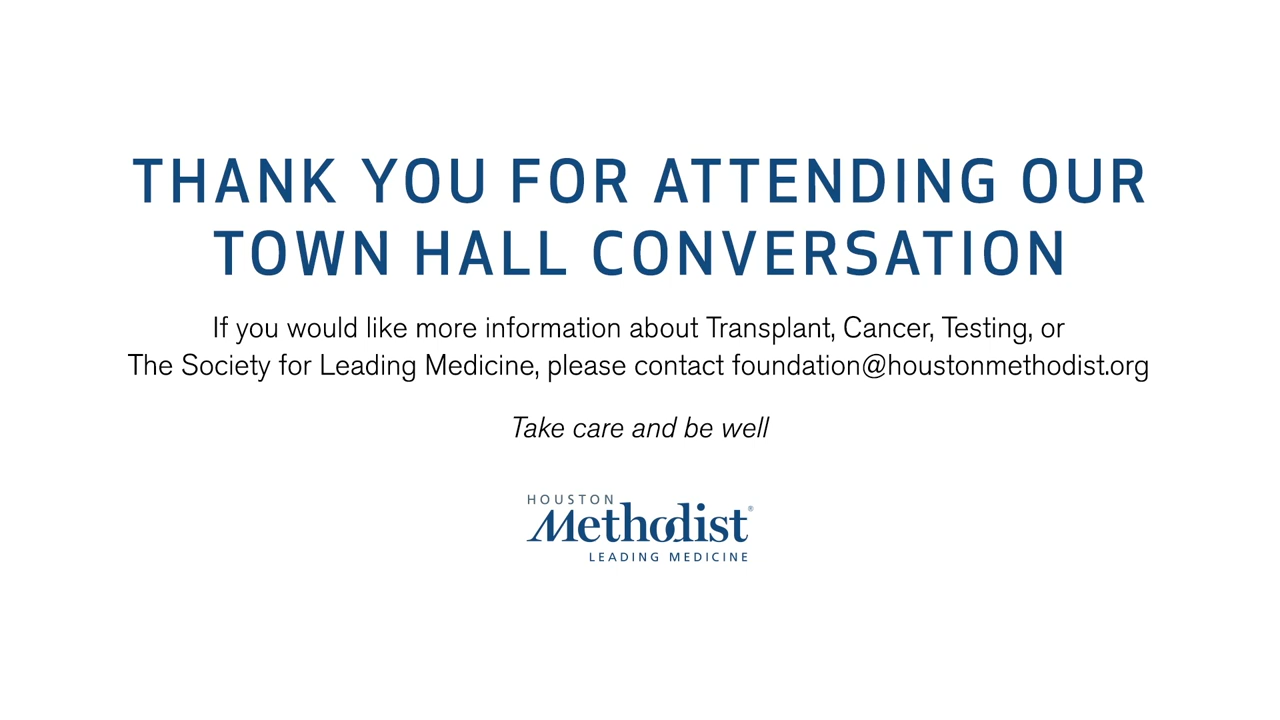 THANK YOU FOR ATTENDING OUR
TOWN HALL CONVERSATION
If you would like more information about Transplant, Cancer, Testing, or
The Society for Leading Medicine, please contact foundation@houstonmethodist.org
Take care and be well
HOUSTON
Methodist®
LEADING MEDICINE